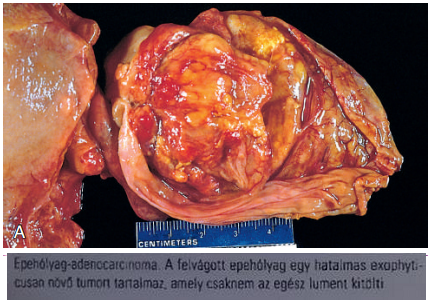 A
CENTIMETERS
1 2 3 4
Epehólyag-adenocarcinoma. A felvágott epehólyag egy hatalmas exophyti-
cusan növő tumort tartalmaz, amely csaknem az egész lument kitölti